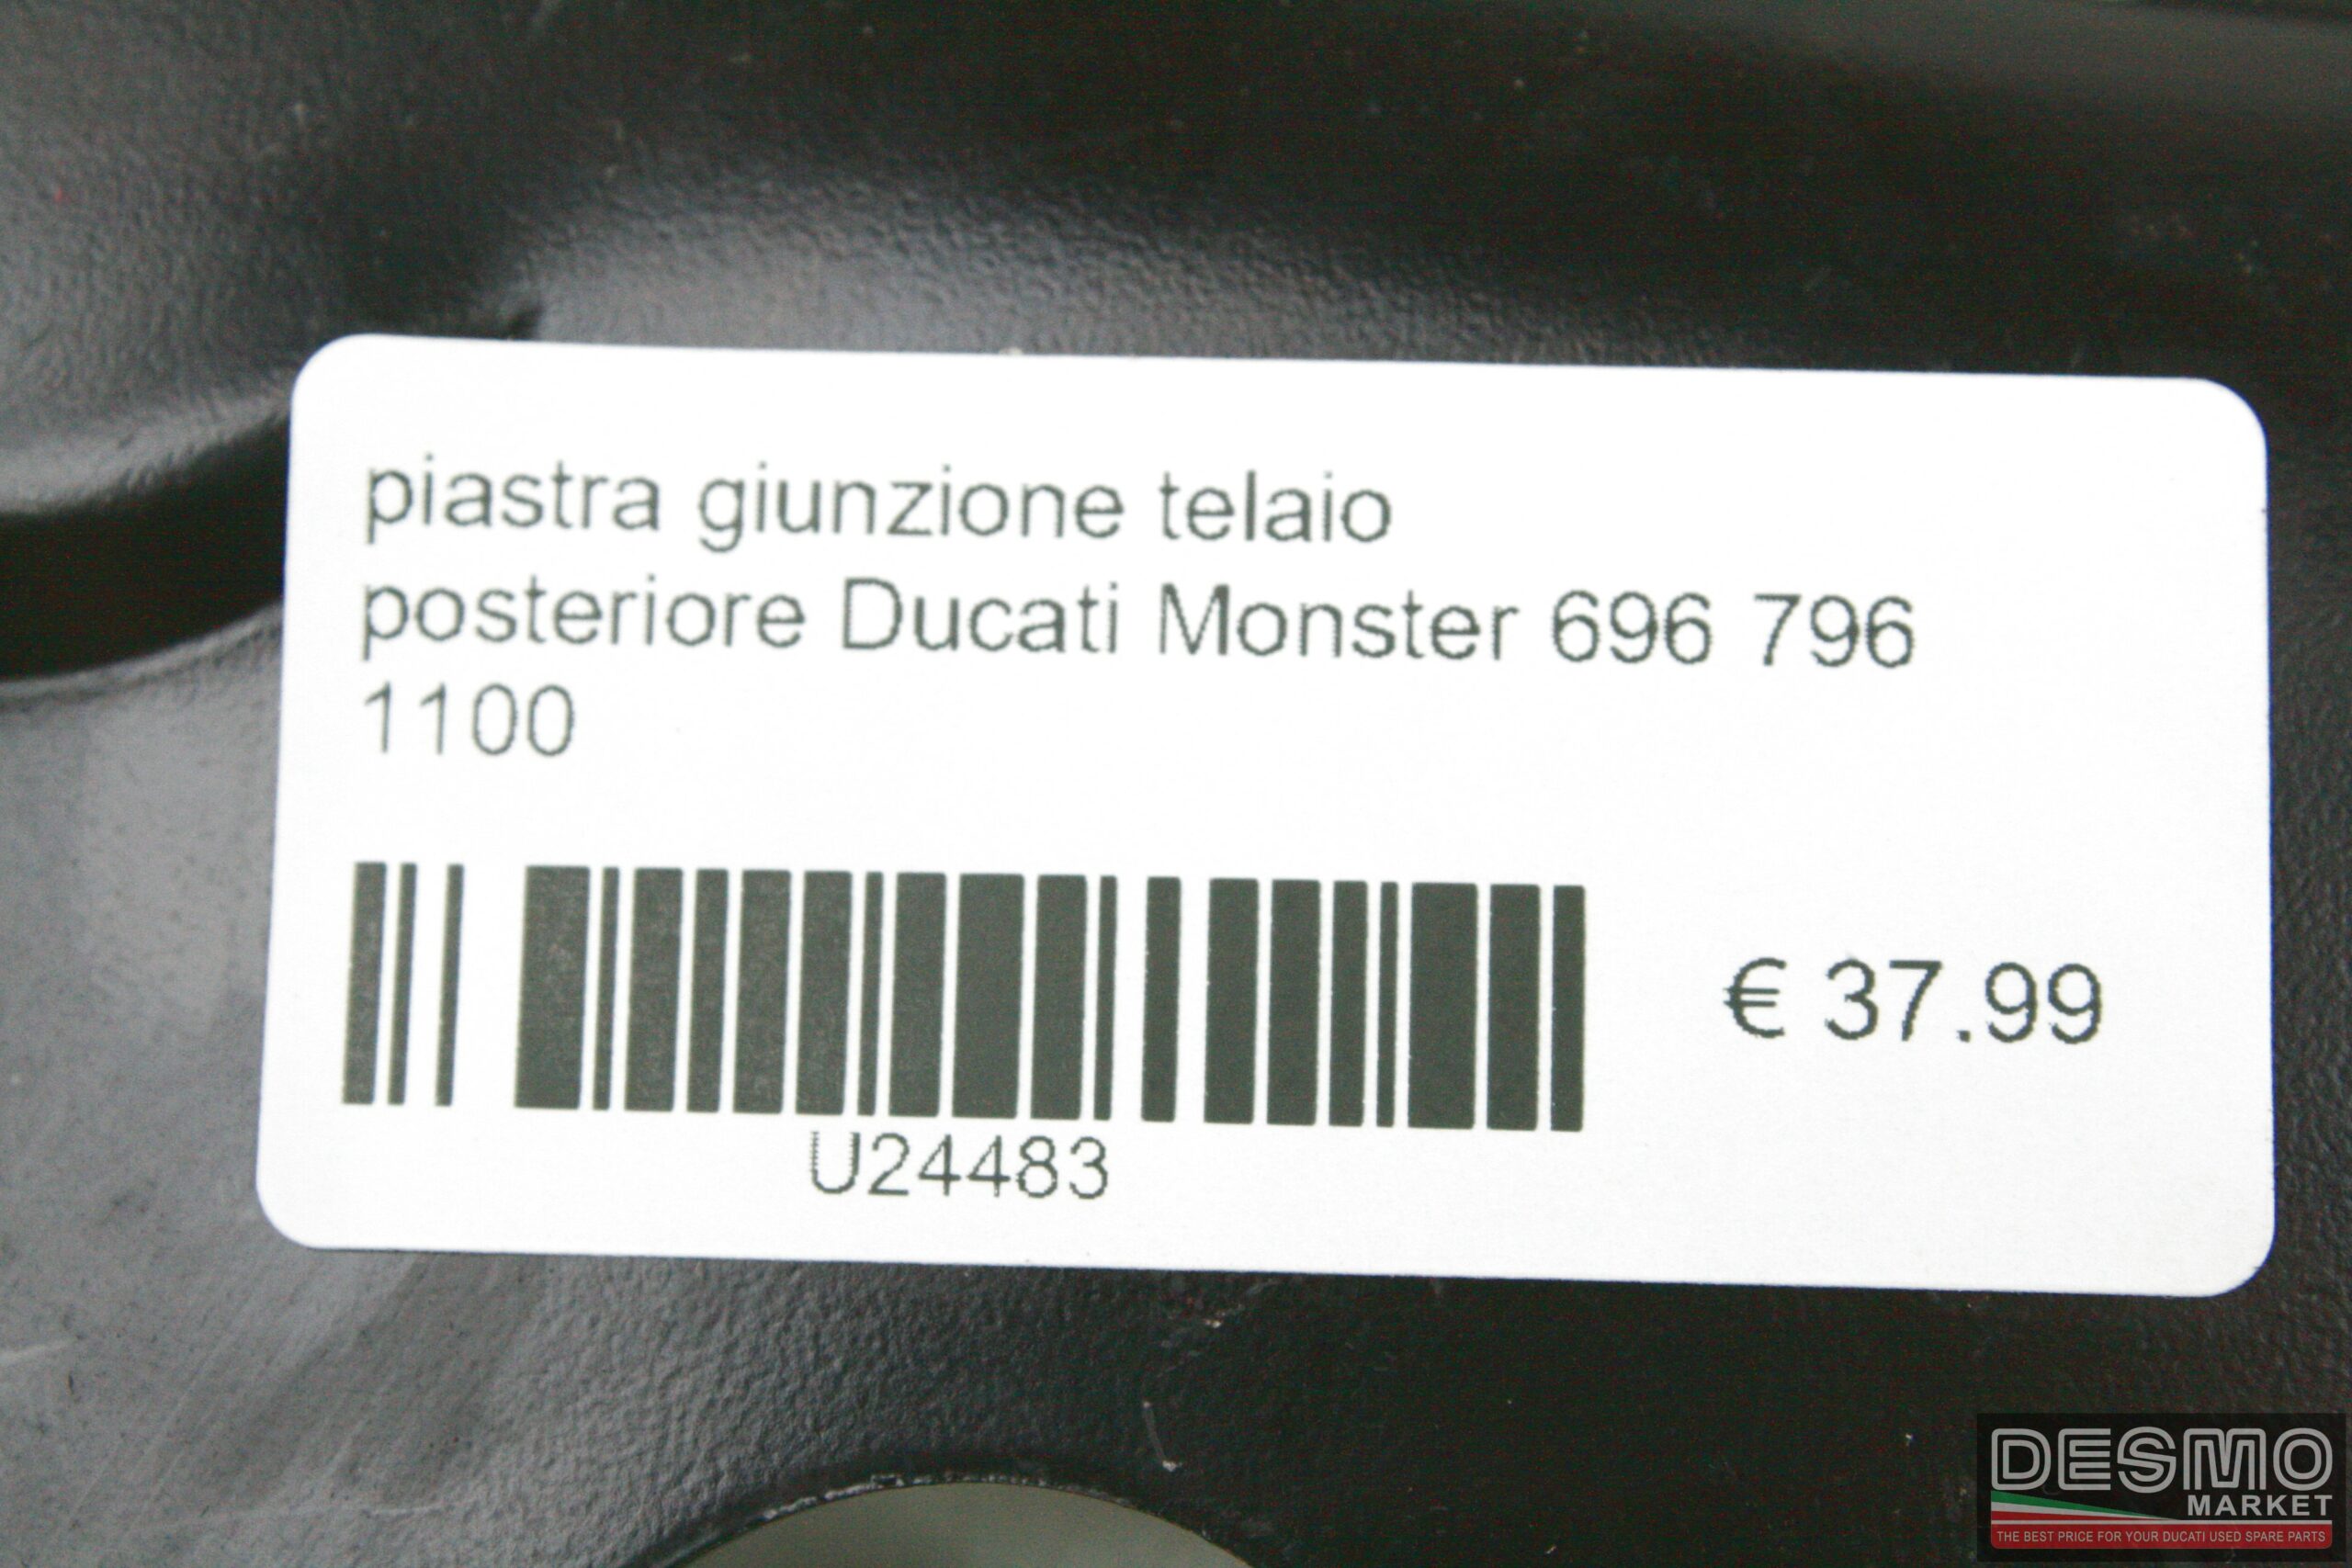 piastra giunzione telaio
posteriore Ducati Monster 696 796
1100
€ 37.99
U24483
DESMO
MARKET
THE BEST PRICE FOR YOUR DUCATI USED SPARE PARTS